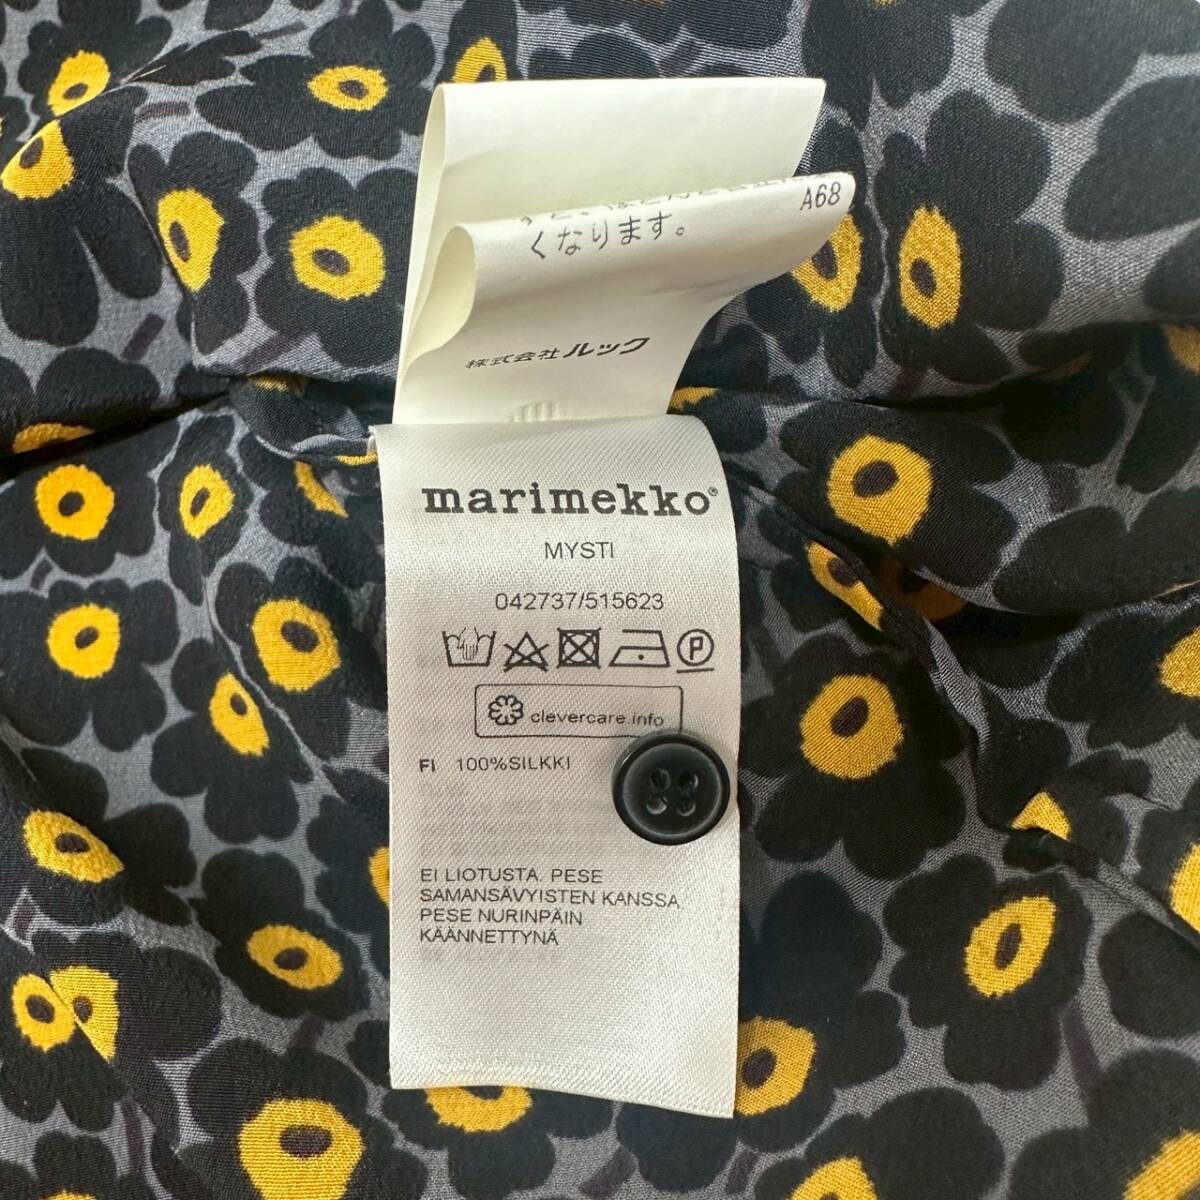 A68
くなります。
株式会社ルック
marimekko®
MYSTI
042737/515623
P
clevercare.info
FI 100%SILKKI
EI LIOTUSTA. PESE
SAMANSÄVYISTEN KANSSA.
PESE NURINPÄIN
KÄÄNNETTYNÄ